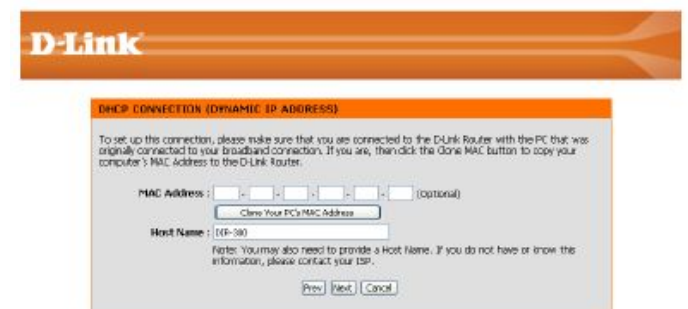 D-Link
DHCP CONNECTION (DYNAMIC IP ADDRESS)
To set up this connection, please make sure that you are connected to the D-Link Router with the PC that was
originally connected to your broadband connection. If you are, then click the Clone MAC button to copy your
computer's MAC Address to the D-Link Router.
MAC Address : - - - - - (optional)
Clone Your PC's MAC Address
Host Name :
Note: You may also need to provide a Host Name. If you do not have or know this
information, please contact your ISP.
Prev Next Cancel